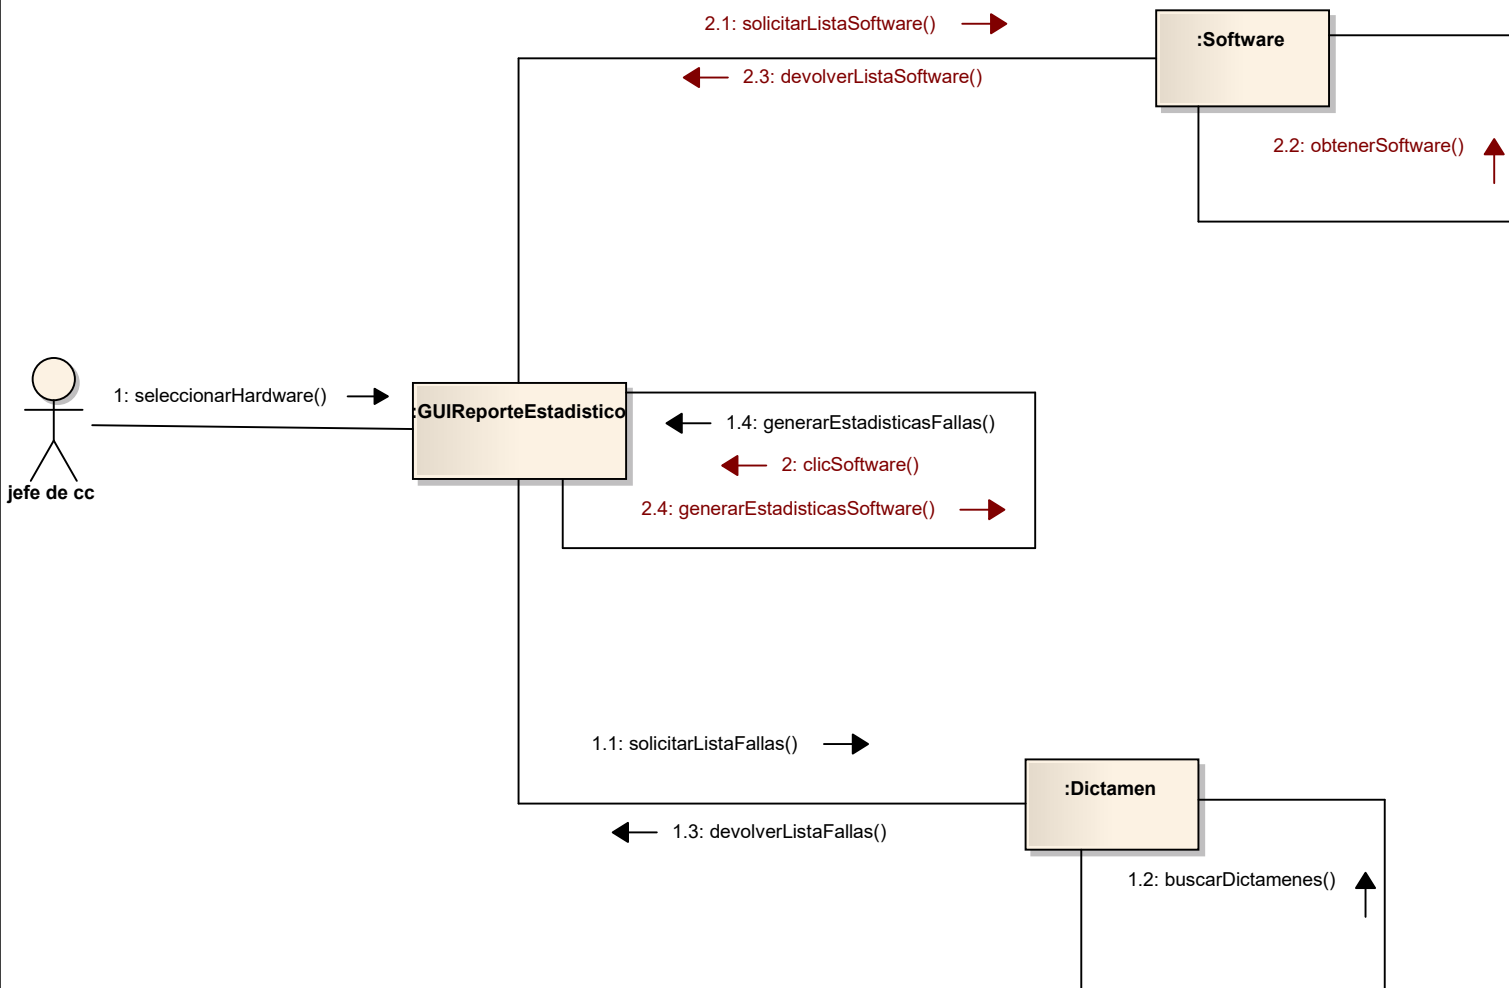 2.1: solicitarListaSoftware()
:Software
2.3: devolverListaSoftware()
2.2: obtenerSoftware()
1: seleccionarHardware()
:GUIReporteEstadistico
1.4: generarEstadisticasFallas()
2: clicSoftware()
jefe de cc
2.4: generarEstadisticasSoftware()
1.1: solicitarListaFallas()
:Dictamen
1.3: devolverListaFallas()
1.2: buscarDictamenes()